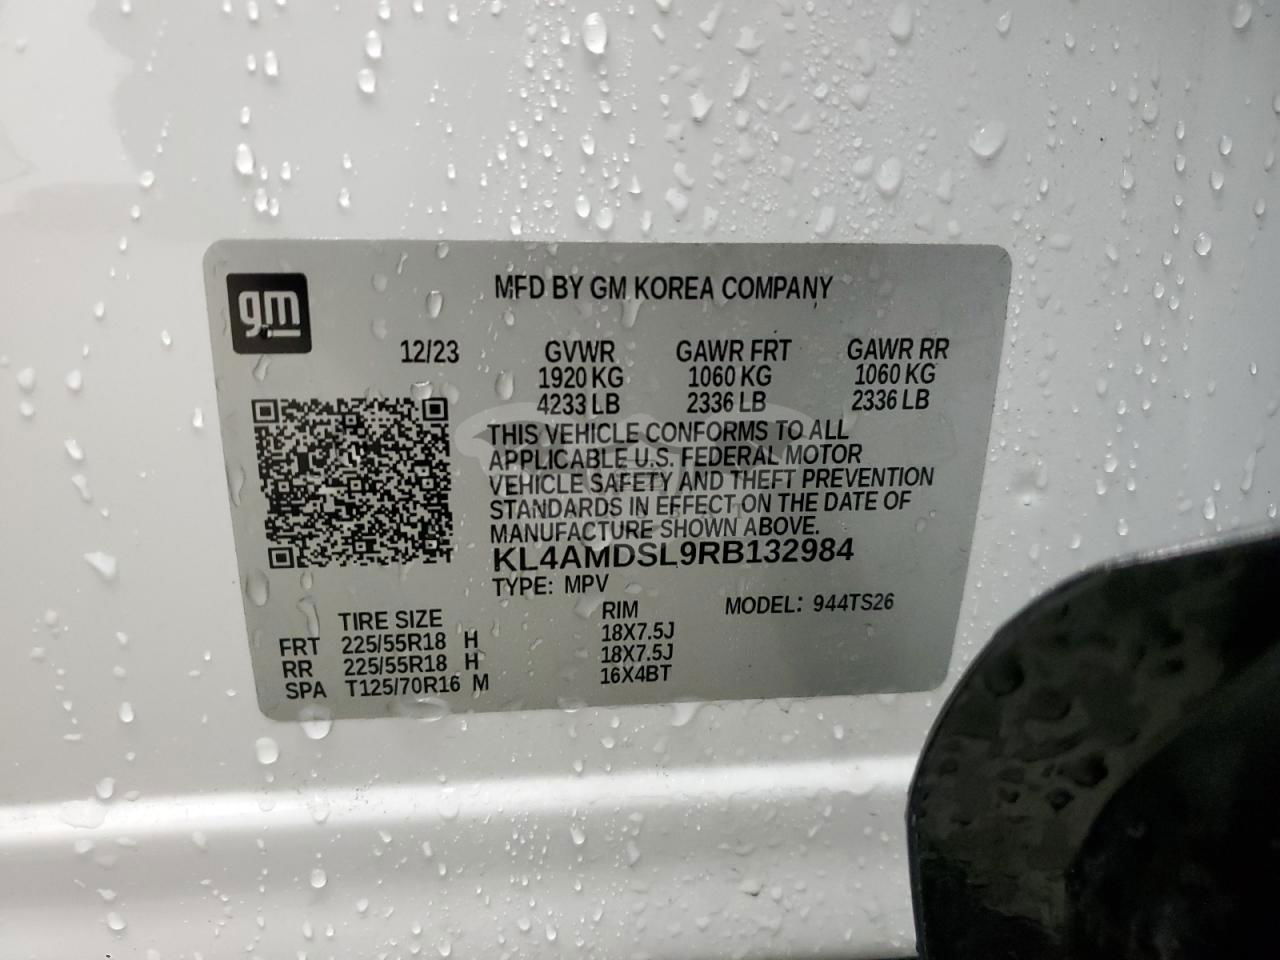 gm
MFD BY GM KOREA COMPANY
12/23 GVWR GAWR FRT GAWR RR
1920 KG 1060 KG 1060 KG
4233 LB 2336 LB 2336 LB
THIS VEHICLE CONFORMS TO ALL
APPLICABLE U.S. FEDERAL MOTOR
VEHICLE SAFETY AND THEFT PREVENTION
STANDARDS IN EFFECT ON THE DATE OF
MANUFACTURE SHOWN ABOVE.
KL4AMDSL9RB132984
TYPE: MPV
TIRE SIZE RIM MODEL: 944TS26
FRT 225/55R18 H 18X7.5J
RR 225/55R18 H 18X7.5J
SPA T125/70R16 M 16X4BT